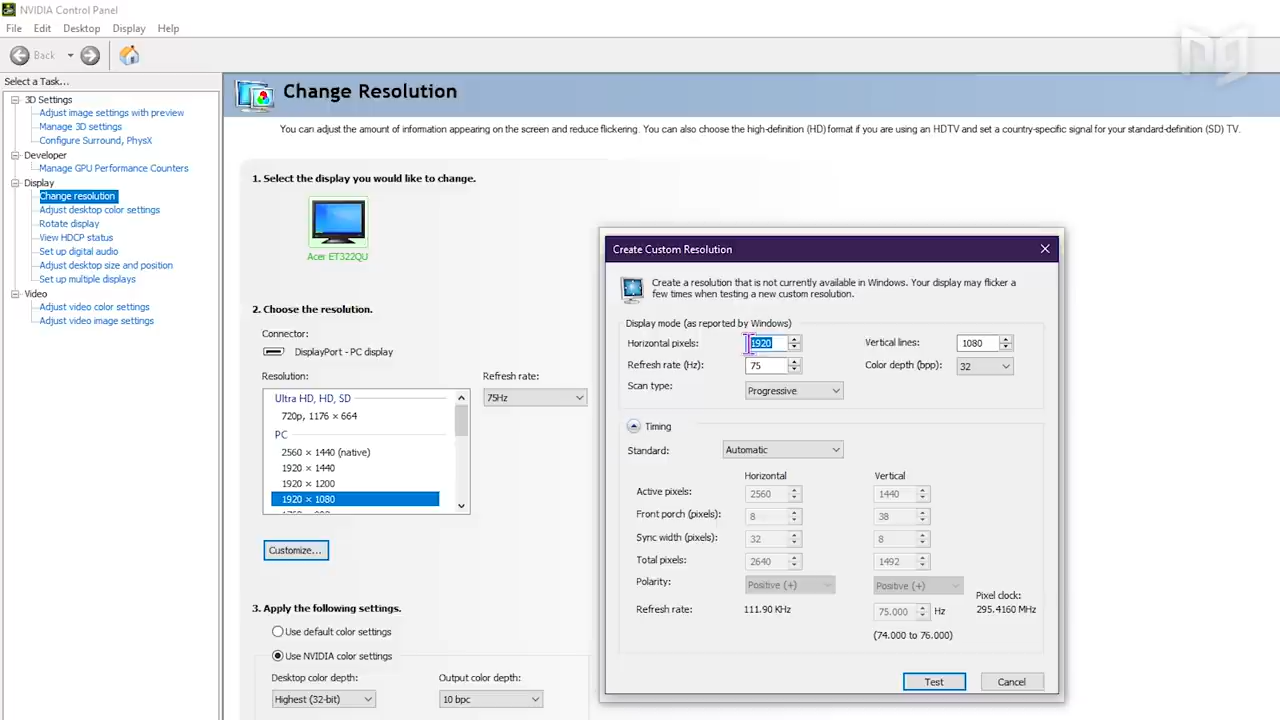 NVIDIA Control Panel
File Edit Desktop Display Help
Back
Select a Task...
3D Settings
Adjust image settings with preview
Manage 3D settings
Configure Surround, PhysX
Developer
Manage GPU Performance Counters
Display
Change resolution
Adjust desktop color settings
Rotate display
View HDCP status
Set up digital audio
Adjust desktop size and position
Set up multiple displays
Video
Adjust video color settings
Adjust video image settings
Change Resolution
You can adjust the amount of information appearing on the screen and reduce flickering. You can also choose the high-definition (HD) format if you are using an HDTV and set a country-specific signal for your standard-definition (SD) TV.
1. Select the display you would like to change.
Acer ET322QU
2. Choose the resolution.
Connector:
DisplayPort - PC display
Resolution:
Refresh rate:
Ultra HD, HD, SD
75Hz
720p, 1176 × 664
PC
2560 × 1440 (native)
1920 × 1440
1920 × 1200
1920 × 1080
Customize...
3. Apply the following settings.
Use default color settings
Use NVIDIA color settings
Desktop color depth:
Output color depth:
Highest (32-bit)
10 bpc
Create Custom Resolution
Create a resolution that is not currently available in Windows. Your display may flicker a
few times when testing a new custom resolution.
Display mode (as reported by Windows)
Horizontal pixels: 1920 Vertical lines: 1080
Refresh rate (Hz): 75 Color depth (bpp): 32
Scan type: Progressive
Timing
Standard: Automatic
Horizontal Vertical
Active pixels: 2560 1440
Front porch (pixels): 8 38
Sync width (pixels): 32 8
Total pixels: 2640 1492
Polarity: Positive (+) Positive (+)
Pixel clock:
Refresh rate: 111.90 KHz 75.000 Hz 295.4160 MHz
(74.000 to 76.000)
Test Cancel